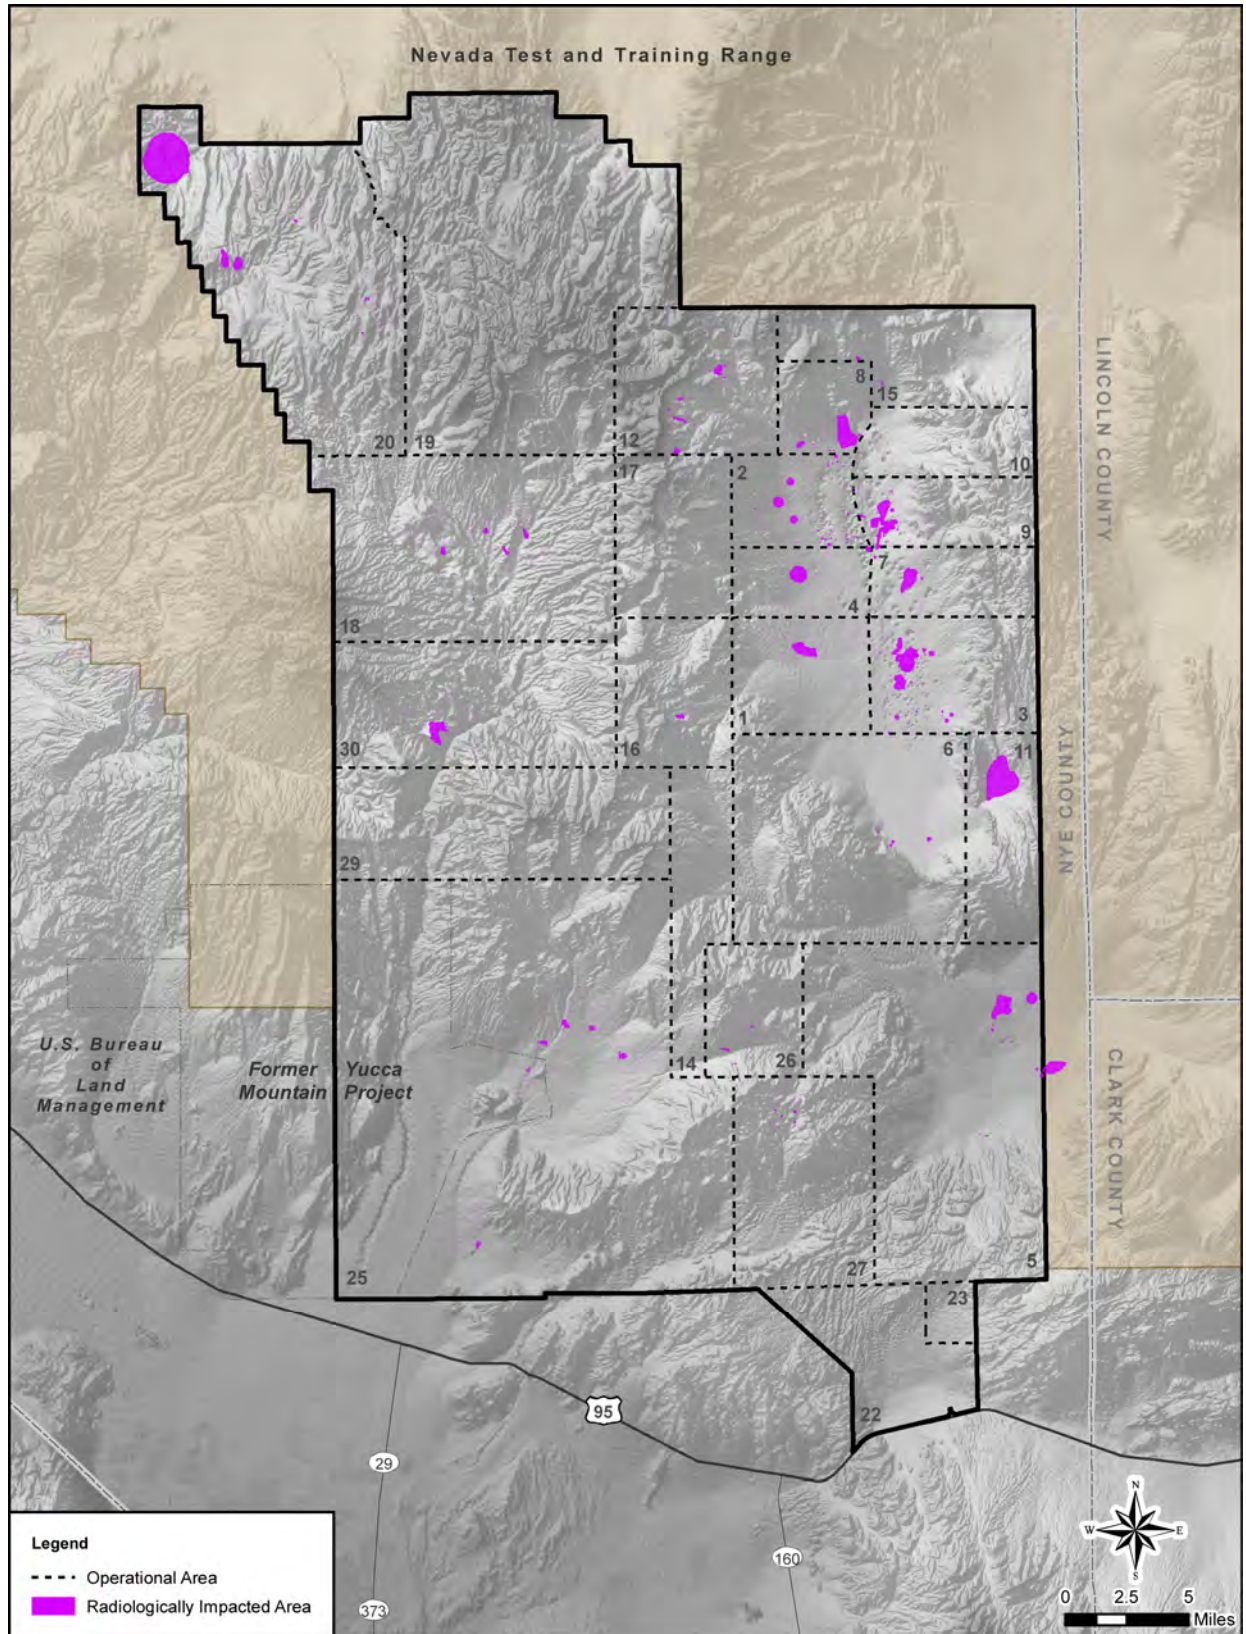 Nevada Test and Training Range
LINCOLN COUNTY
8
15
20
19
12
10
17
2
9
7
4
18
1
3
30
16
6
11
NYE COUNTY
29
U.S. Bureau
of
Land
Management
Former
Mountain
Yucca
Project
14
26
CLARK COUNTY
25
27
5
23
22
95
29
160
373
Legend
Operational Area
Radiologically Impacted Area
N
W
E
S
0 2.5 5
Miles